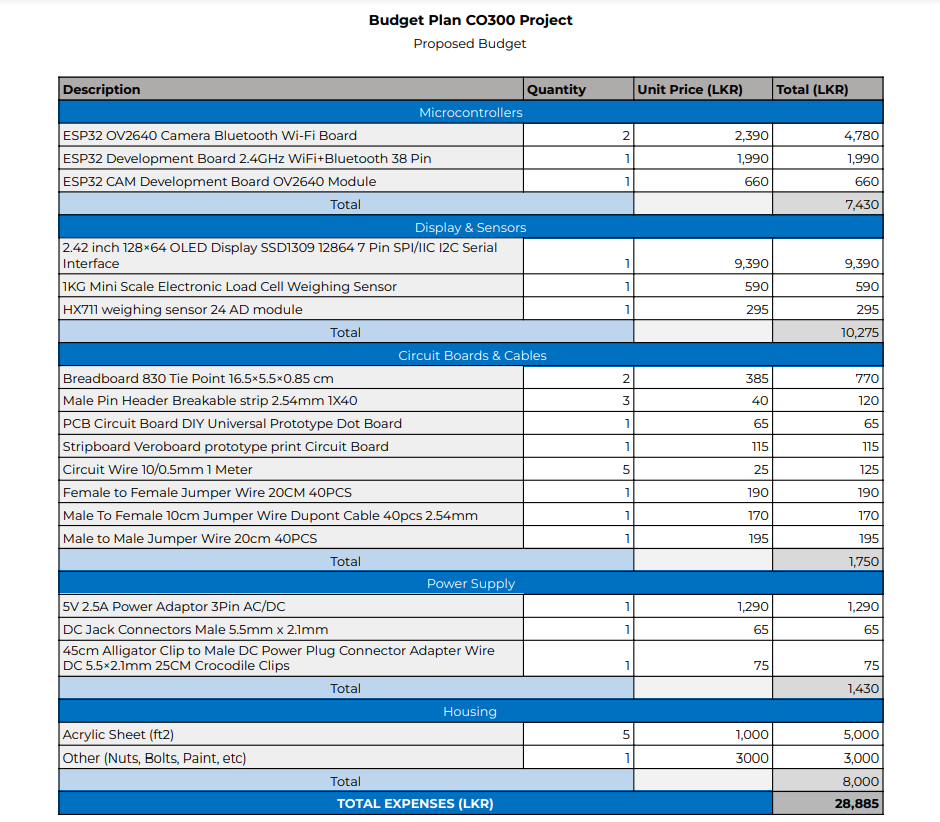 Budget Plan CO300 Project
Proposed Budget
Description Quantity Unit Price (LKR) Total (LKR)
Microcontrollers
ESP32 OV2640 Camera Bluetooth Wi-Fi Board 2 2,390 4,780
ESP32 Development Board 2.4GHz WiFi+Bluetooth 38 Pin 1 1,990 1,990
ESP32 CAM Development Board OV2640 Module 1 660 660
Total 7,430
Display & Sensors
2.42 inch 128×64 OLED Display SSD1309 12864 7 Pin SPI/IIC I2C Serial
Interface 1 9,390 9,390
1KG Mini Scale Electronic Load Cell Weighing Sensor 1 590 590
HX711 weighing sensor 24 AD module 1 295 295
Total 10,275
Circuit Boards & Cables
Breadboard 830 Tie Point 16.5×5.5×0.85 cm 2 385 770
Male Pin Header Breakable strip 2.54mm 1X40 3 40 120
PCB Circuit Board DIY Universal Prototype Dot Board 1 65 65
Stripboard Veroboard prototype print Circuit Board 1 115 115
Circuit Wire 10/0.5mm 1 Meter 5 25 125
Female to Female Jumper Wire 20CM 40PCS 1 190 190
Male To Female 10cm Jumper Wire Dupont Cable 40pcs 2.54mm 1 170 170
Male to Male Jumper Wire 20cm 40PCS 1 195 195
Total 1,750
Power Supply
5V 2.5A Power Adaptor 3Pin AC/DC 1 1,290 1,290
DC Jack Connectors Male 5.5mm x 2.1mm 1 65 65
45cm Alligator Clip to Male DC Power Plug Connector Adapter Wire
DC 5.5×2.1mm 25CM Crocodile Clips 1 75 75
Total 1,430
Housing
Acrylic Sheet (ft2) 5 1,000 5,000
Other (Nuts, Bolts, Paint, etc) 1 3000 3,000
Total 8,000
TOTAL EXPENSES (LKR) 28,885